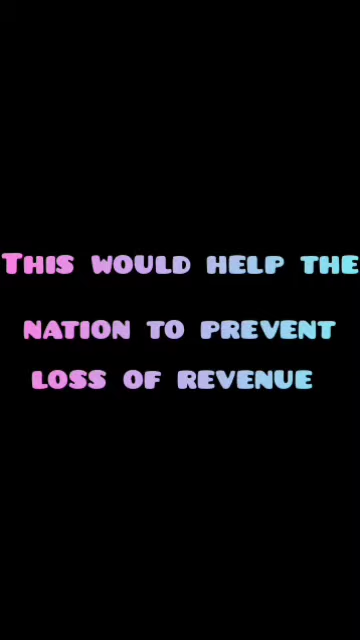 This would help the
nation to prevent
loss of revenue